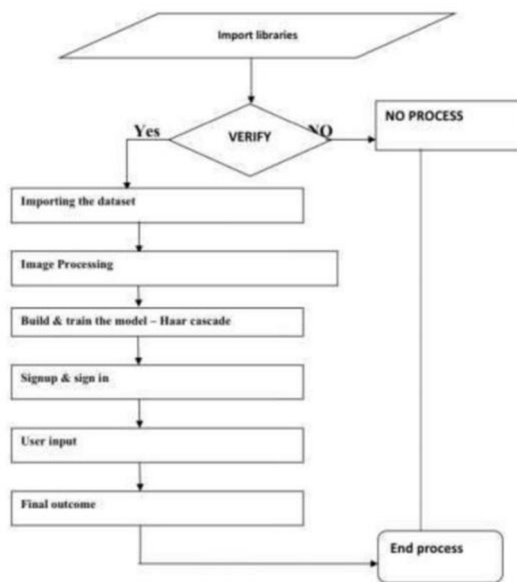 Import libraries
Yes
VERIFY
NO
NO PROCESS
Importing the dataset
Image Processing
Build & train the model – Haar cascade
Signup & sign in
User input
Final outcome
End process